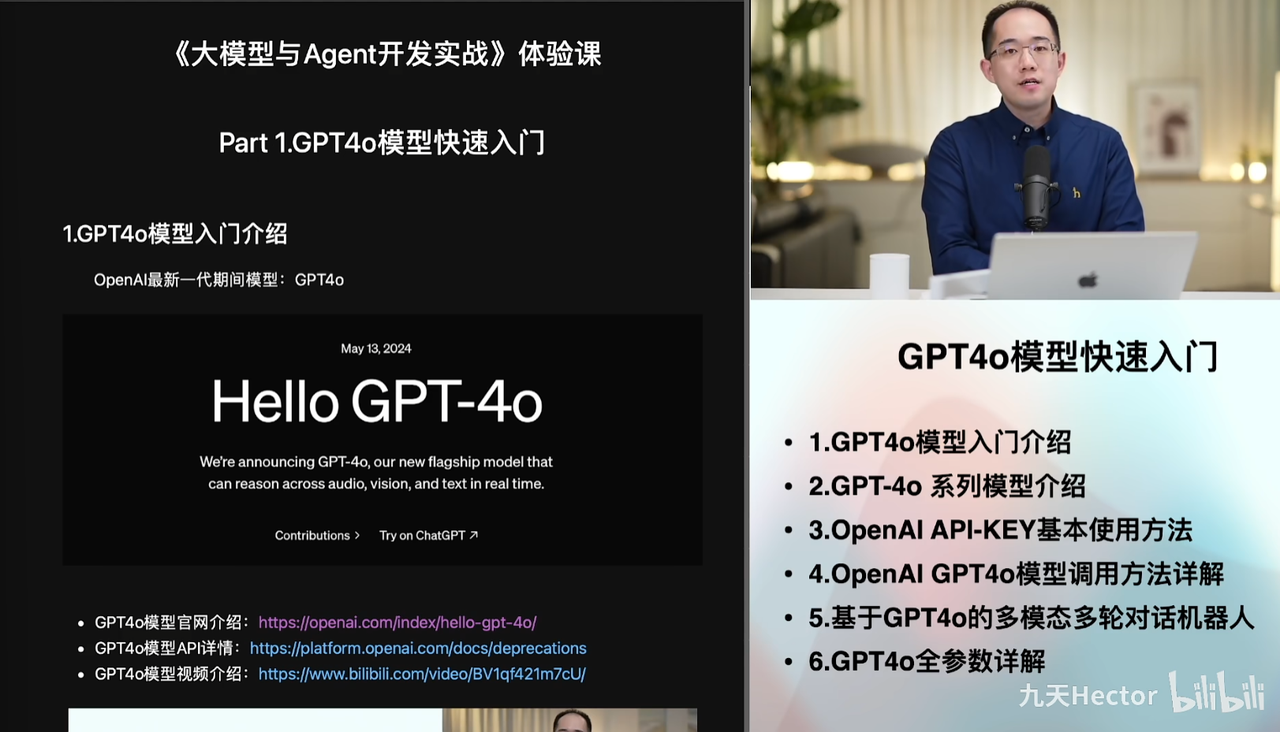 《大模型与Agent开发实战》体验课
Part 1.GPT4o模型快速入门
1.GPT4o模型入门介绍
OpenAI最新一代期间模型：GPT4o
May 13, 2024
Hello GPT-4o
We're announcing GPT-4o, our new flagship model that
can reason across audio, vision, and text in real time.
Contributions >
Try on ChatGPT ↗
• GPT4o模型官网介绍：https://openai.com/index/hello-gpt-4o/
• GPT4o模型API详情：https://platform.openai.com/docs/deprecations
• GPT4o模型视频介绍：https://www.bilibili.com/video/BV1qf421m7cU/
h
GPT4o模型快速入门
• 1.GPT4o模型入门介绍
• 2.GPT-4o 系列模型介绍
• 3.OpenAI API-KEY基本使用方法
• 4.OpenAI GPT4o模型调用方法详解
• 5.基于GPT4o的多模态多轮对话机器人
• 6.GPT4o全参数详解
九天Hector bilibili